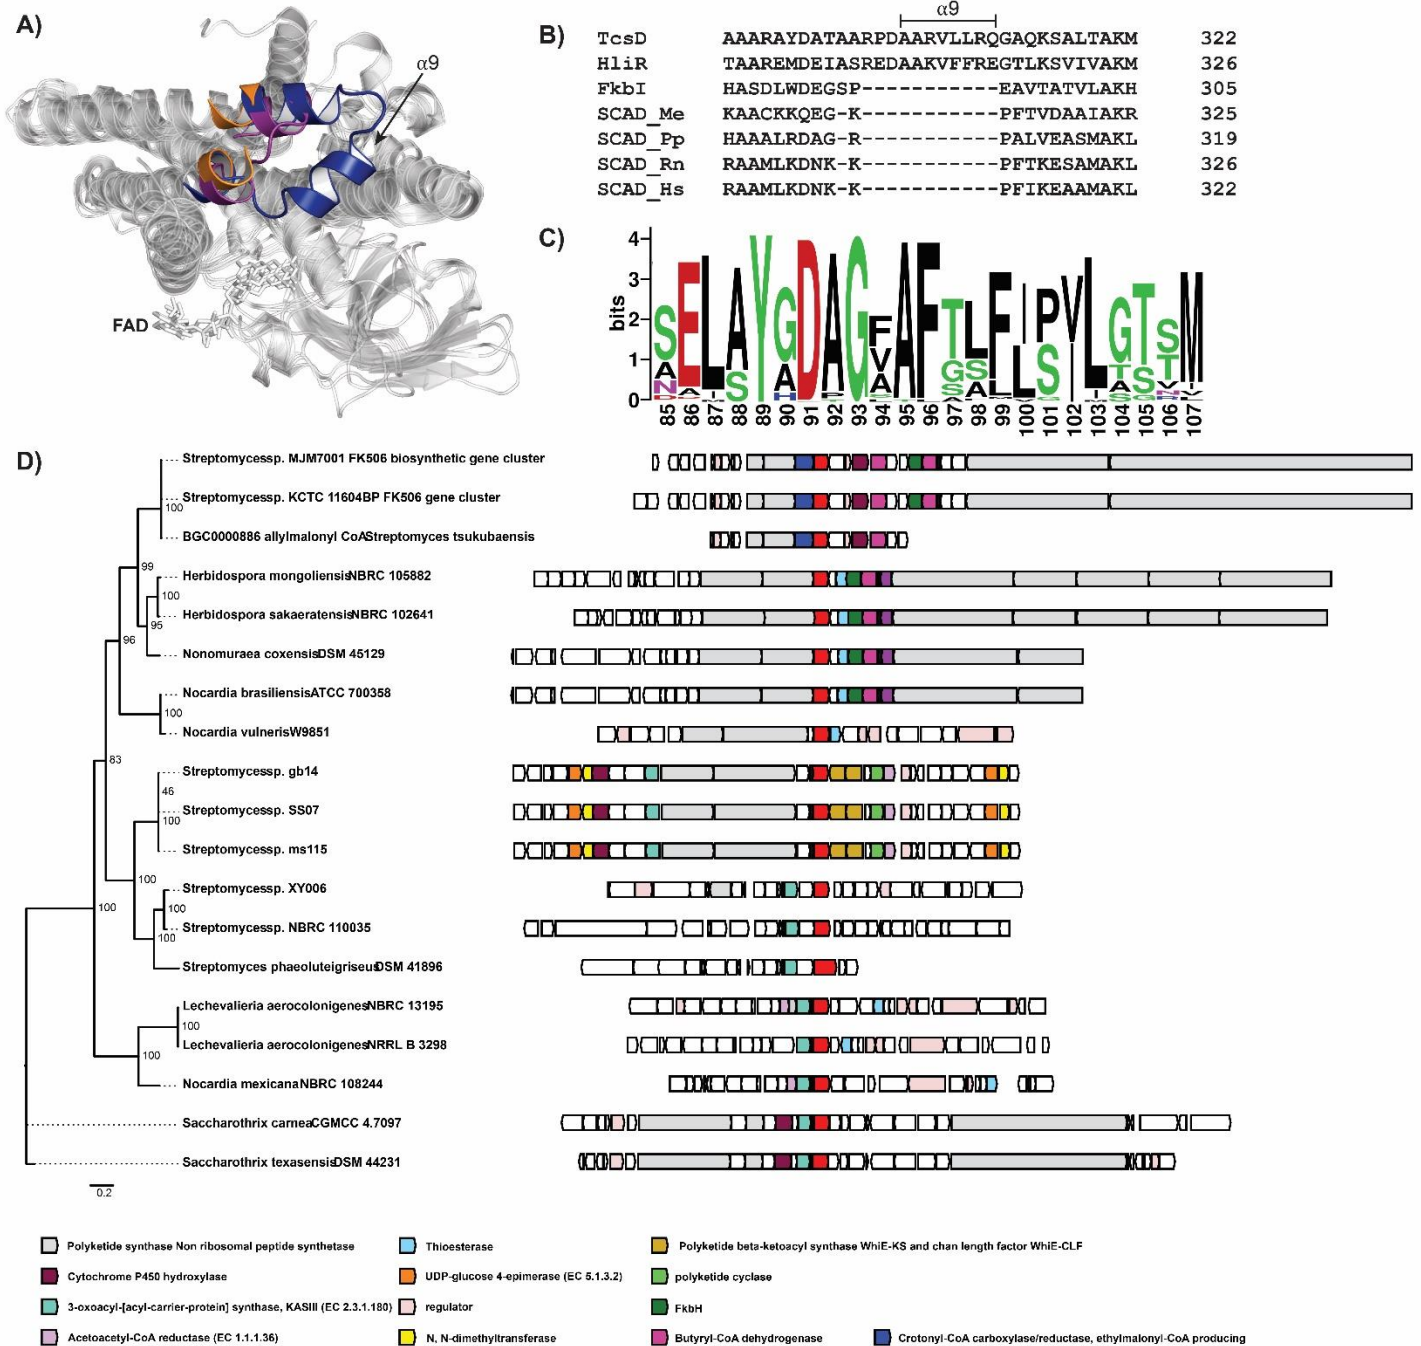 A)
α9
FAD
B)
α9
TcsD AAARAYDATAARPDAARVLLRQGAQKSALTAKM 322
HliR TAAREMDEIASREDAAKVFFREGTLKSVIVAKM 326
FkbI HASDLWDEGSP-----------EAVTATVLAKH 305
SCAD_Me KAACKKQEG-K-----------PFTVDAAIAKR 325
SCAD_Pp HAAALRDAG-R-----------PALVEASMAKL 319
SCAD_Rn RAAMLKDNK-K-----------PFTKESAMAKL 326
SCAD_Hs RAAMLKDNK-K-----------PFIKEAAMAKL 322
C)
bits
4
3
2
1
0
85 86 87 88 89 90 91 92 93 94 95 96 97 98 99 100 101 102 103 104 105 106 107
D)
Streptomycessp. MJM7001 FK506 biosynthetic gene cluster
Streptomycessp. KCTC 11604BP FK506 gene cluster
100
BGC0000886 allylmalonyl CoAStreptomyces tsukubaensis
99
Herbidospora mongoliensisNBRC 105882
100
Herbidospora sakaeratensisNBRC 102641
95
96
Nonomuraea coxensisDSM 45129
Nocardia brasiliensisATCC 700358
100
Nocardia vulnerisW9851
83
Streptomycessp. gb14
46
Streptomycessp. SS07
100
Streptomycessp. ms115
100
Streptomycessp. XY006
100
100
Streptomycessp. NBRC 110035
100
Streptomyces phaeoluteigriseusDSM 41896
Lechevalieria aerocolonigenesNBRC 13195
100
Lechevalieria aerocolonigenesNRRL B 3298
100
Nocardia mexicanaNBRC 108244
Saccharothrix carneaCGMCC 4.7097
Saccharothrix texasensisDSM 44231
0.2
Polyketide synthase Non ribosomal peptide synthetase
Thioesterase
Polyketide beta-ketoacyl synthase WhiE-KS and chan length factor WhiE-CLF
Cytochrome P450 hydroxylase
UDP-glucose 4-epimerase (EC 5.1.3.2)
polyketide cyclase
3-oxoacyl-[acyl-carrier-protein] synthase, KASIII (EC 2.3.1.180)
regulator
FkbH
Acetoacetyl-CoA reductase (EC 1.1.1.36)
N, N-dimethyltransferase
Butyryl-CoA dehydrogenase
Crotonyl-CoA carboxylase/reductase, ethylmalonyl-CoA producing